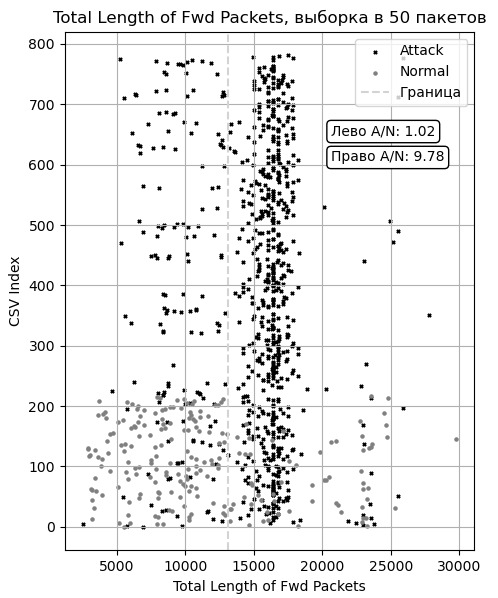 Total Length of Fwd Packets, выборка в 50 пакетов
800
700
600
500
400
300
200
100
0
CSV Index
Attack
Normal
Граница
Лево A/N: 1.02
Право A/N: 9.78
5000 10000 15000 20000 25000 30000
Total Length of Fwd Packets